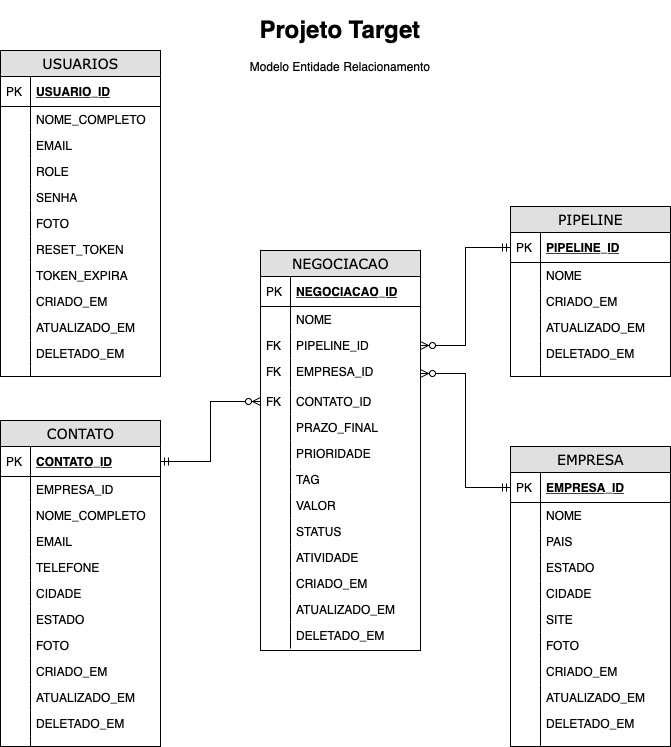 Projeto Target
Modelo Entidade Relacionamento
USUARIOS
PK USUARIO_ID
NOME_COMPLETO
EMAIL
ROLE
SENHA
FOTO
RESET_TOKEN
TOKEN_EXPIRA
CRIADO_EM
ATUALIZADO_EM
DELETADO_EM
CONTATO
PK CONTATO_ID
EMPRESA_ID
NOME_COMPLETO
EMAIL
TELEFONE
CIDADE
ESTADO
FOTO
CRIADO_EM
ATUALIZADO_EM
DELETADO_EM
NEGOCIACAO
PK NEGOCIACAO_ID
NOME
FK PIPELINE_ID
FK EMPRESA_ID
FK CONTATO_ID
PRAZO_FINAL
PRIORIDADE
TAG
VALOR
STATUS
ATIVIDADE
CRIADO_EM
ATUALIZADO_EM
DELETADO_EM
PIPELINE
PK PIPELINE_ID
NOME
CRIADO_EM
ATUALIZADO_EM
DELETADO_EM
EMPRESA
PK EMPRESA_ID
NOME
PAIS
ESTADO
CIDADE
SITE
FOTO
CRIADO_EM
ATUALIZADO_EM
DELETADO_EM